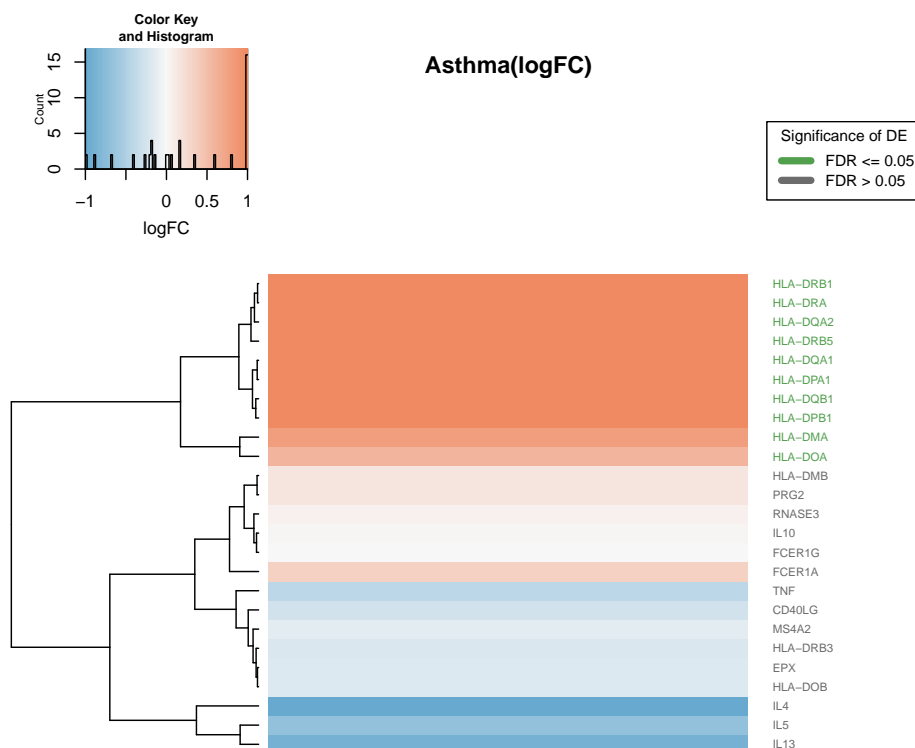 Color Key
and Histogram
Count
0
5
10
15
−1
0
0.5
1
logFC
Asthma(logFC)
Significance of DE
FDR <= 0.05
FDR > 0.05
HLA−DRB1
HLA−DRA
HLA−DQA2
HLA−DRB5
HLA−DQA1
HLA−DPA1
HLA−DQB1
HLA−DPB1
HLA−DMA
HLA−DOA
HLA−DMB
PRG2
RNASE3
IL10
FCER1G
FCER1A
TNF
CD40LG
MS4A2
HLA−DRB3
EPX
HLA−DOB
IL4
IL5
IL13